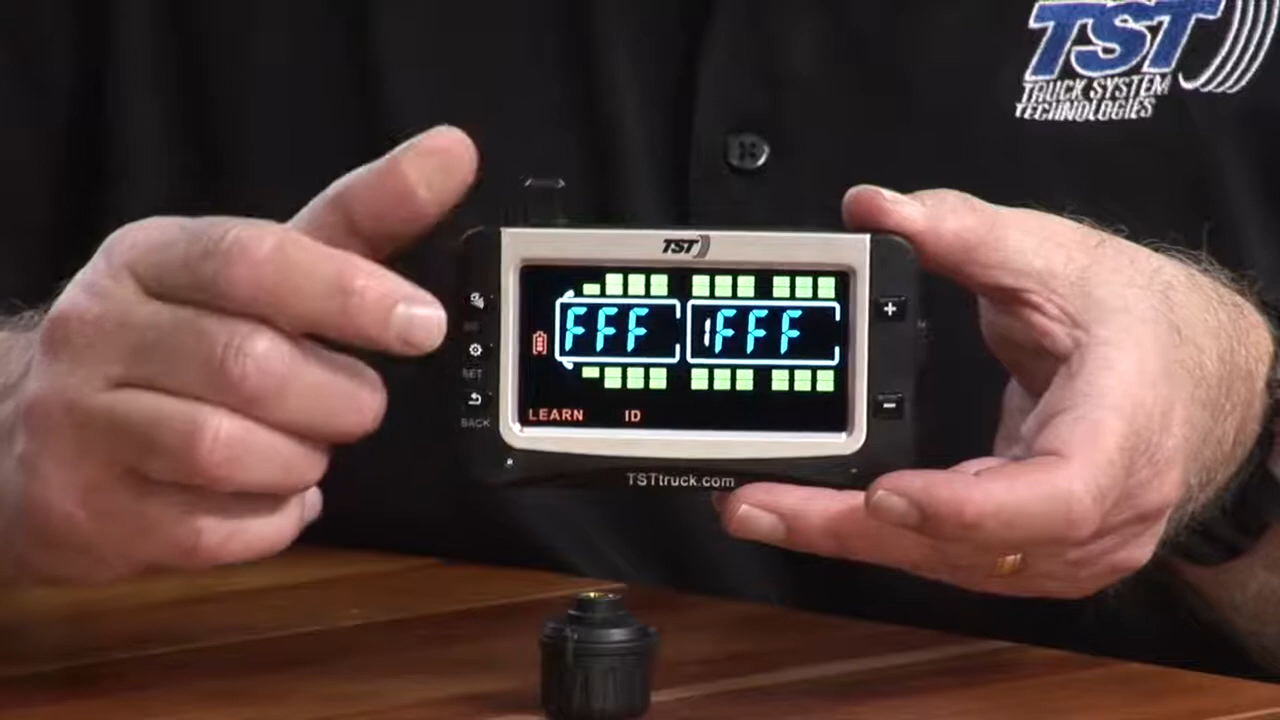 TST
TRUCK SYSTEM
TECHNOLOGIES
TST
FFF 1FFF
SET
BACK
LEARN ID
+
-
TSTtruck.com